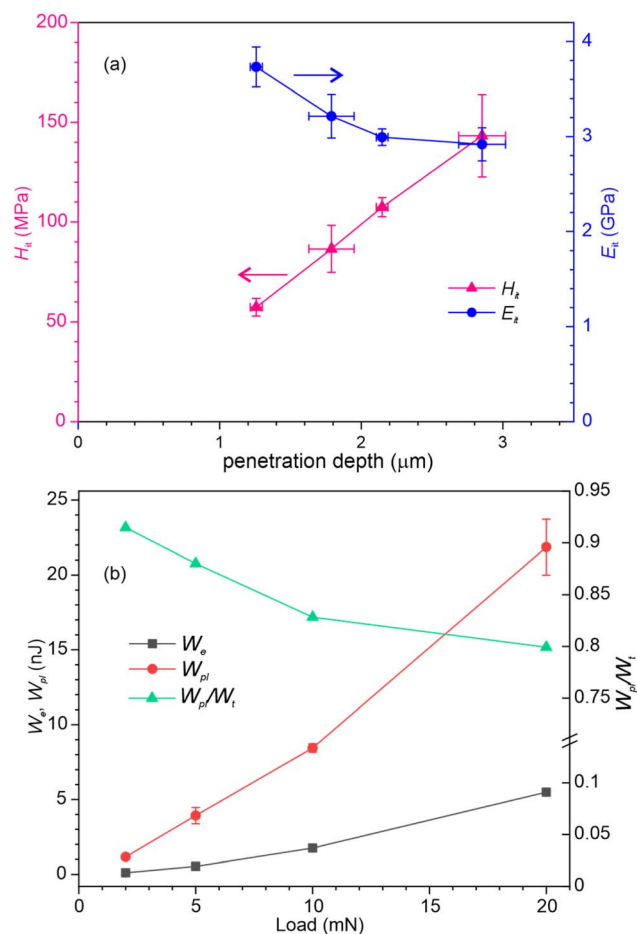 (a)
200
150
100
50
0
H_it (MPa)
4
3
2
1
0
E_it (GPa)
H_it
E_it
0 1 2 3
penetration depth (μm)
(b)
25
20
15
10
5
0
W_e, W_pl (nJ)
0.95
0.9
0.85
0.8
0.75
0.1
0.05
0
W_pl/W_t
W_e
W_pl
W_pl/W_t
0 5 10 15 20
Load (mN)